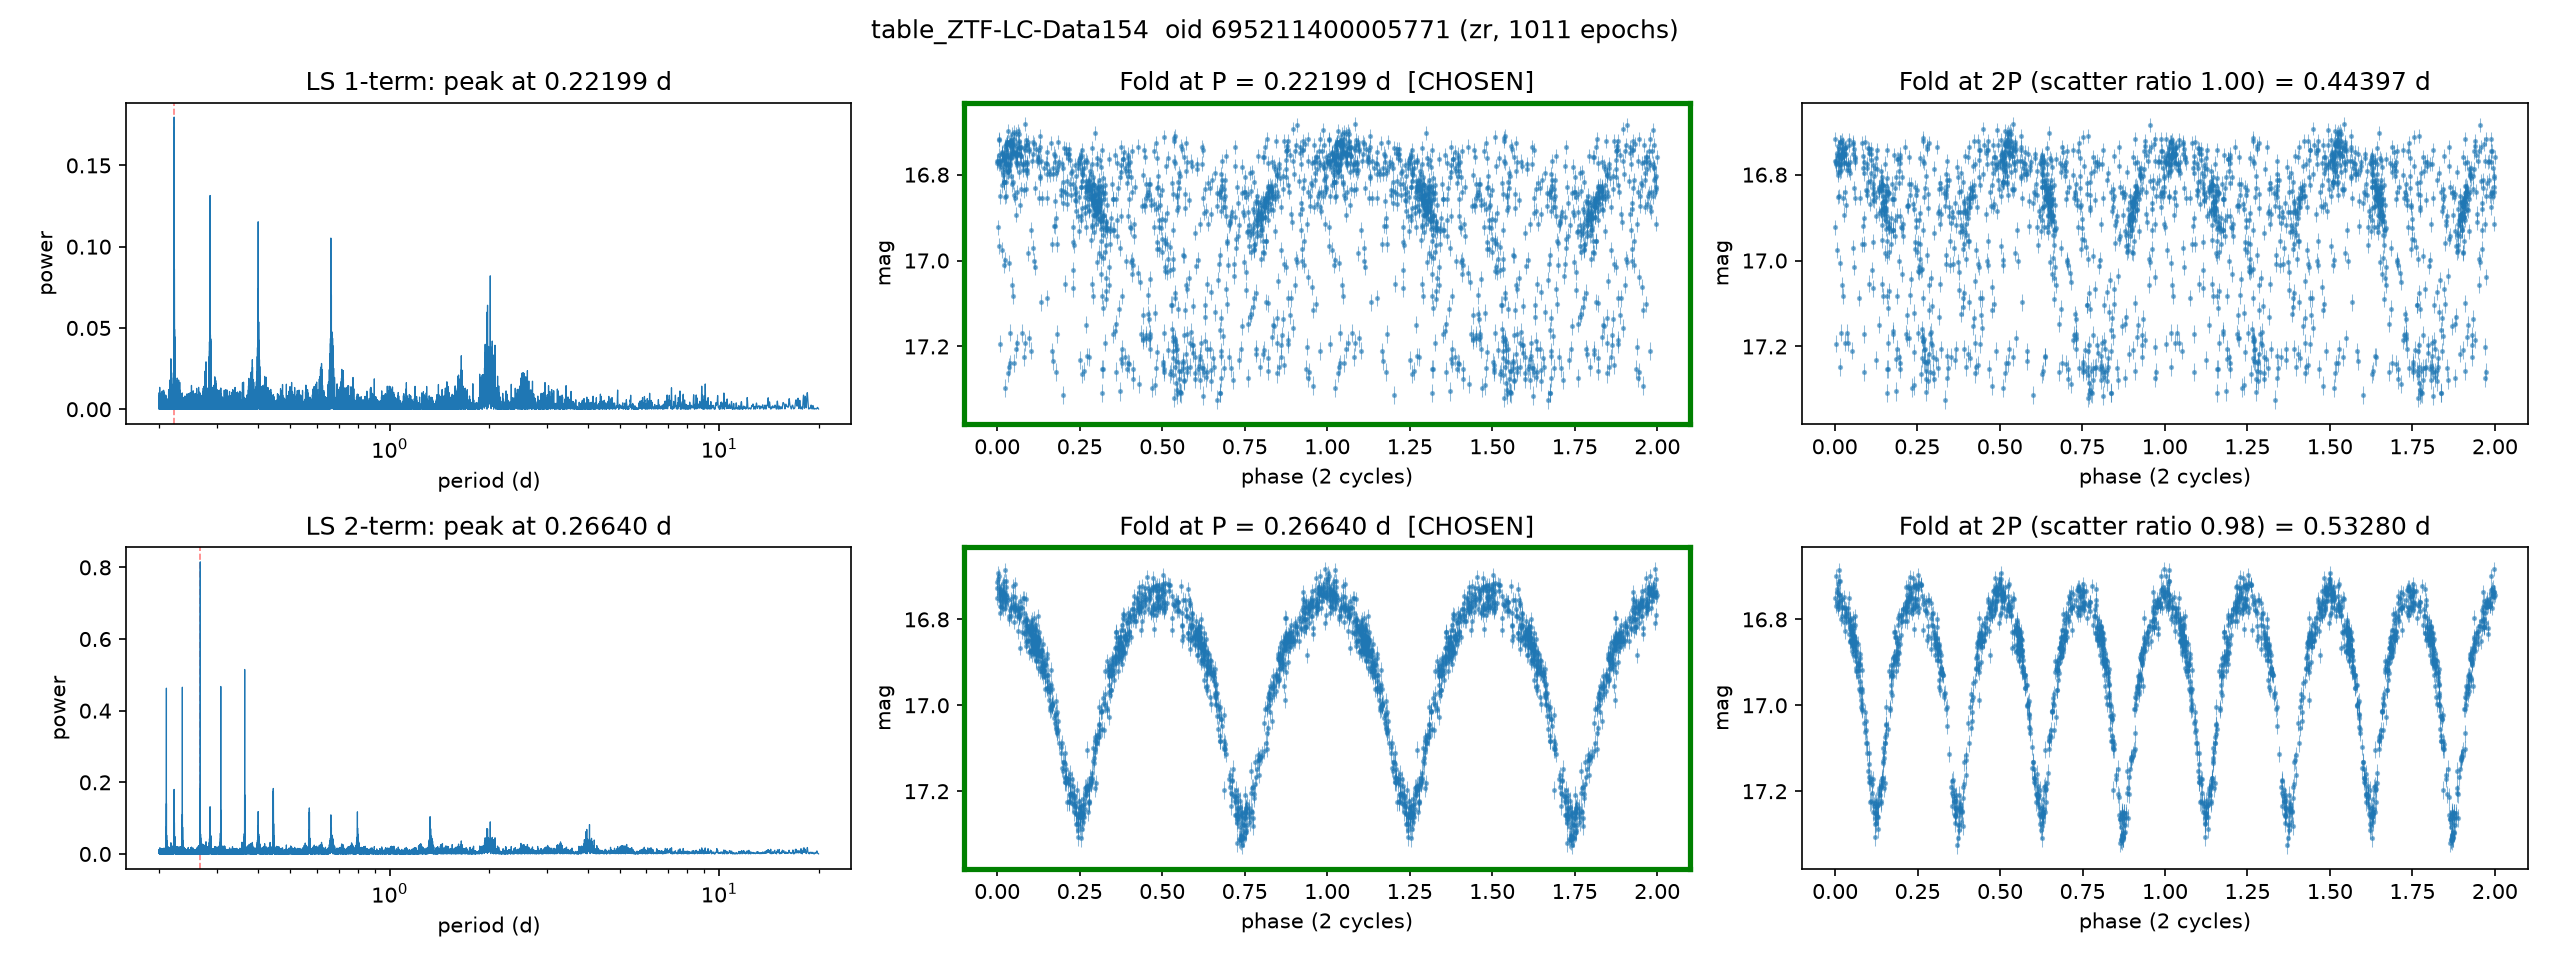 table_ZTF-LC-Data154  oid 695211400005771 (zr, 1011 epochs)
LS 1-term: peak at 0.22199 d
power
0.15
0.10
0.05
0.00
10⁰
10¹
period (d)
Fold at P = 0.22199 d  [CHOSEN]
mag
16.8
17.0
17.2
0.00 0.25 0.50 0.75 1.00 1.25 1.50 1.75 2.00
phase (2 cycles)
Fold at 2P (scatter ratio 1.00) = 0.44397 d
mag
16.8
17.0
17.2
0.00 0.25 0.50 0.75 1.00 1.25 1.50 1.75 2.00
phase (2 cycles)
LS 2-term: peak at 0.26640 d
power
0.8
0.6
0.4
0.2
0.0
10⁰
10¹
period (d)
Fold at P = 0.26640 d  [CHOSEN]
mag
16.8
17.0
17.2
0.00 0.25 0.50 0.75 1.00 1.25 1.50 1.75 2.00
phase (2 cycles)
Fold at 2P (scatter ratio 0.98) = 0.53280 d
mag
16.8
17.0
17.2
0.00 0.25 0.50 0.75 1.00 1.25 1.50 1.75 2.00
phase (2 cycles)